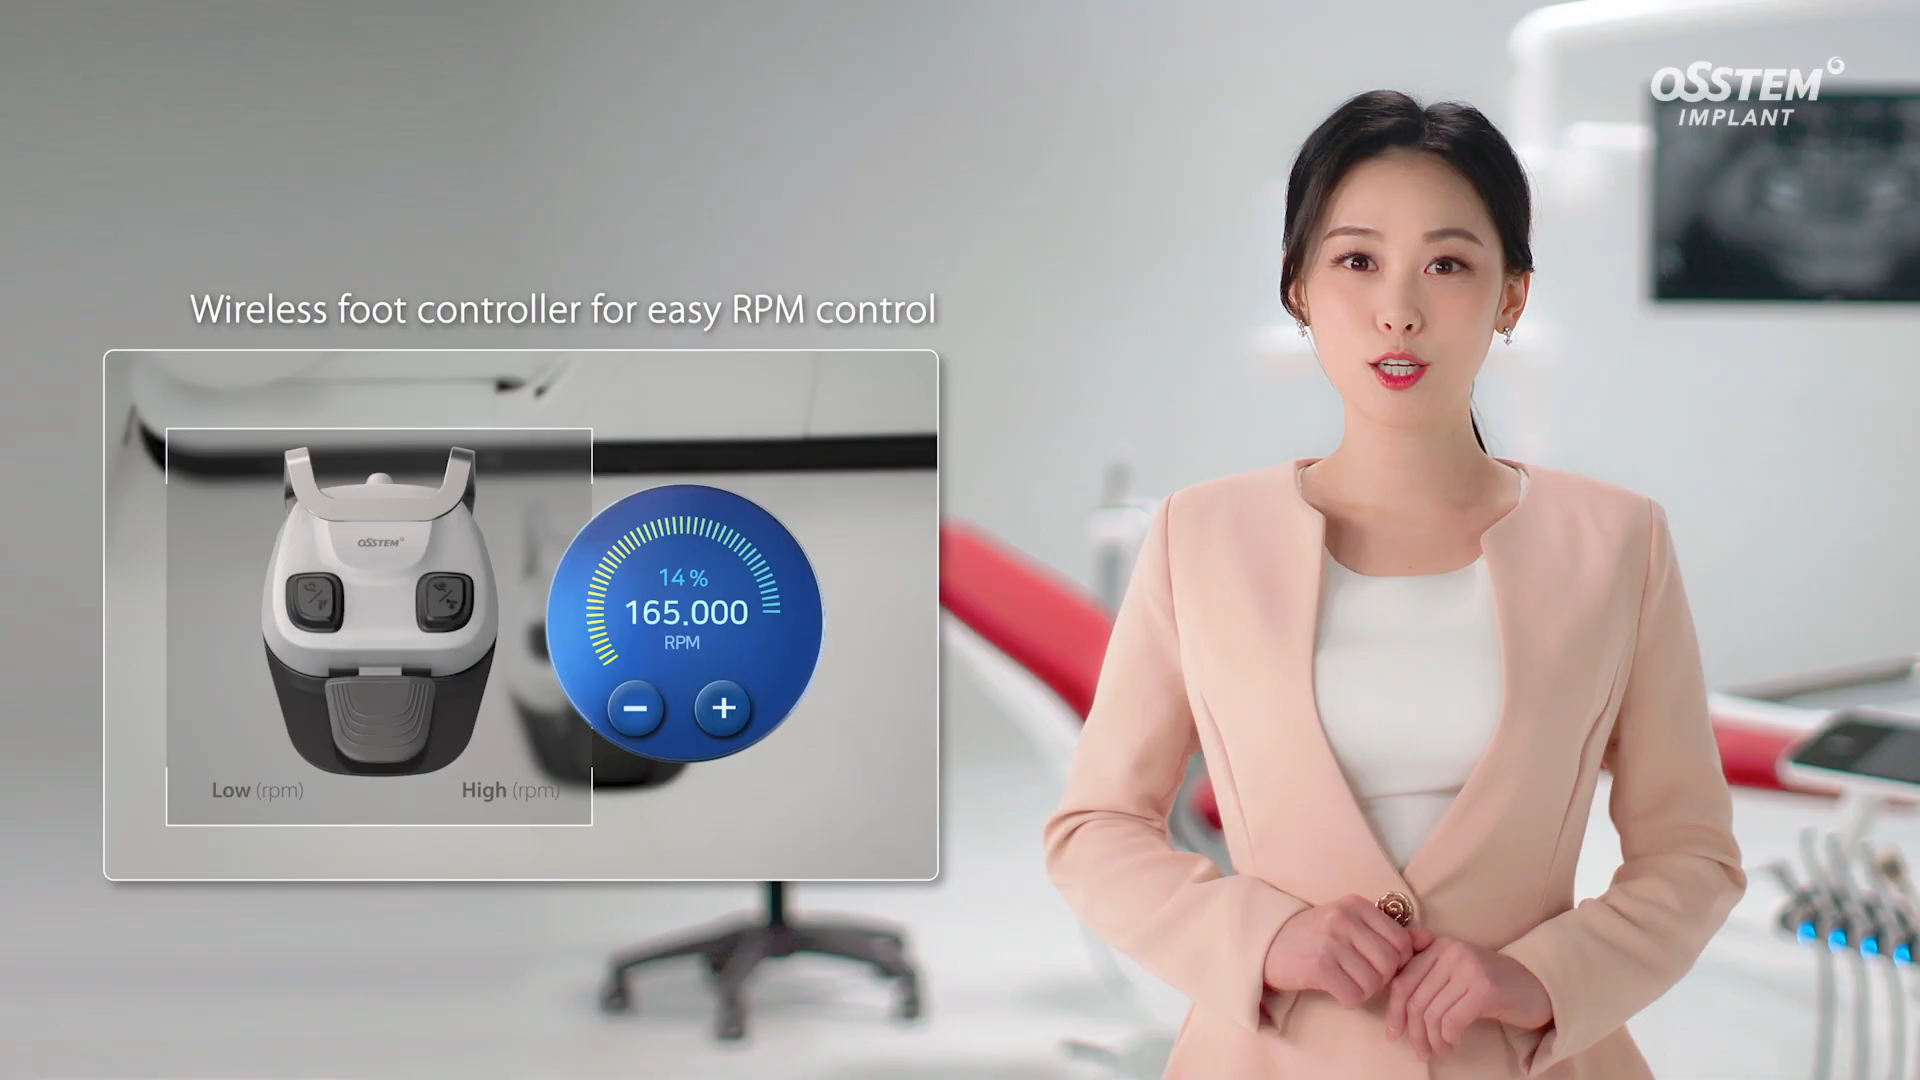 OSSTEM
IMPLANT
Wireless foot controller for easy RPM control
OSSTEM
14 %
165.000
RPM
Low (rpm)
High (rpm)